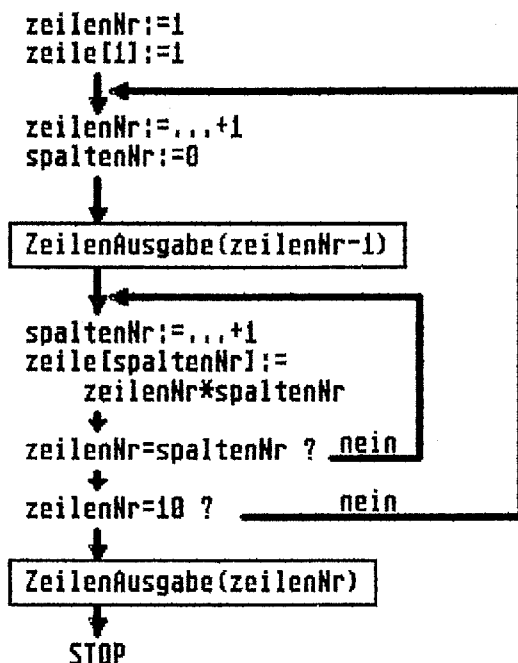 zeilenNr:=1
zeile[1]:=1
zeilenNr:=...+1
spaltenNr:=0
ZeilenAusgabe(zeilenNr-1)
spaltenNr:=...+1
zeile[spaltenNr]:=
zeilenNr*spaltenNr
zeilenNr=spaltenNr ? nein
zeilenNr=10 ? nein
ZeilenAusgabe(zeilenNr)
STOP